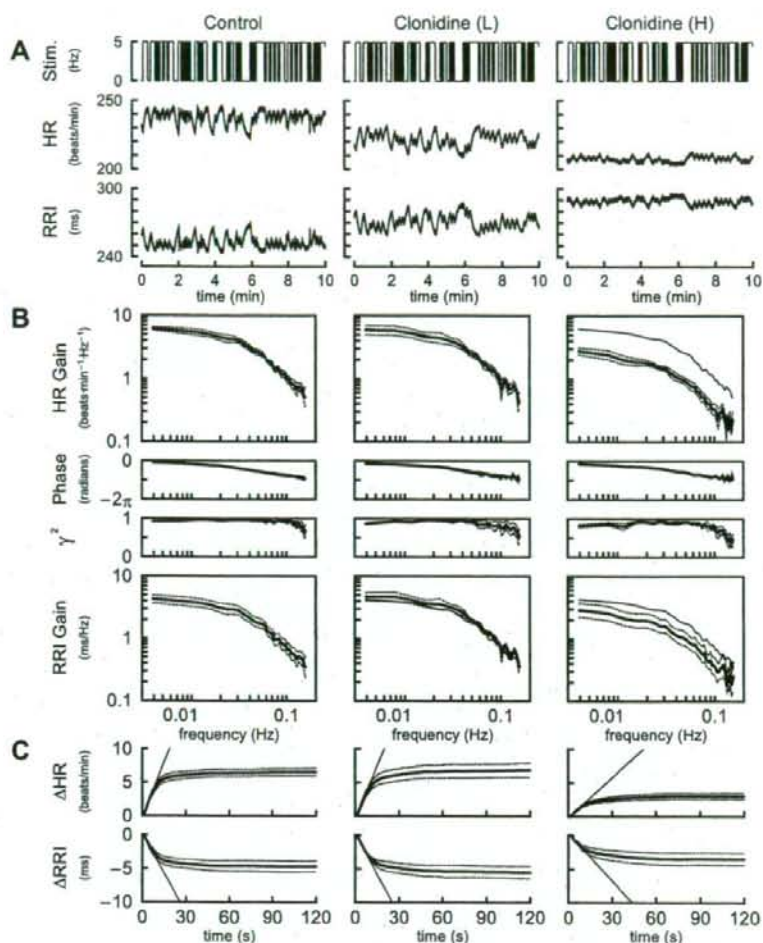 Control Clonidine (L) Clonidine (H)
A
Stim.
(Hz)
5
0
HR
(beats/min)
250
200
RRI
(ms)
300
240
0 2 4 6 8 10 0 2 4 6 8 10 0 2 4 6 8 10
time (min) time (min) time (min)
B
HR Gain
(beats·min⁻¹·Hz⁻¹)
10
1
0.1
Phase
(radians)
0
−2π
γ²
1
0
RRI Gain
(ms/Hz)
10
1
0.1
0.01 0.1 0.01 0.1 0.01 0.1
frequency (Hz) frequency (Hz) frequency (Hz)
C
ΔHR
(beats/min)
10
5
0
ΔRRI
(ms)
0
−5
−10
0 30 60 90 120 0 30 60 90 120 0 30 60 90 120
time (s) time (s) time (s)